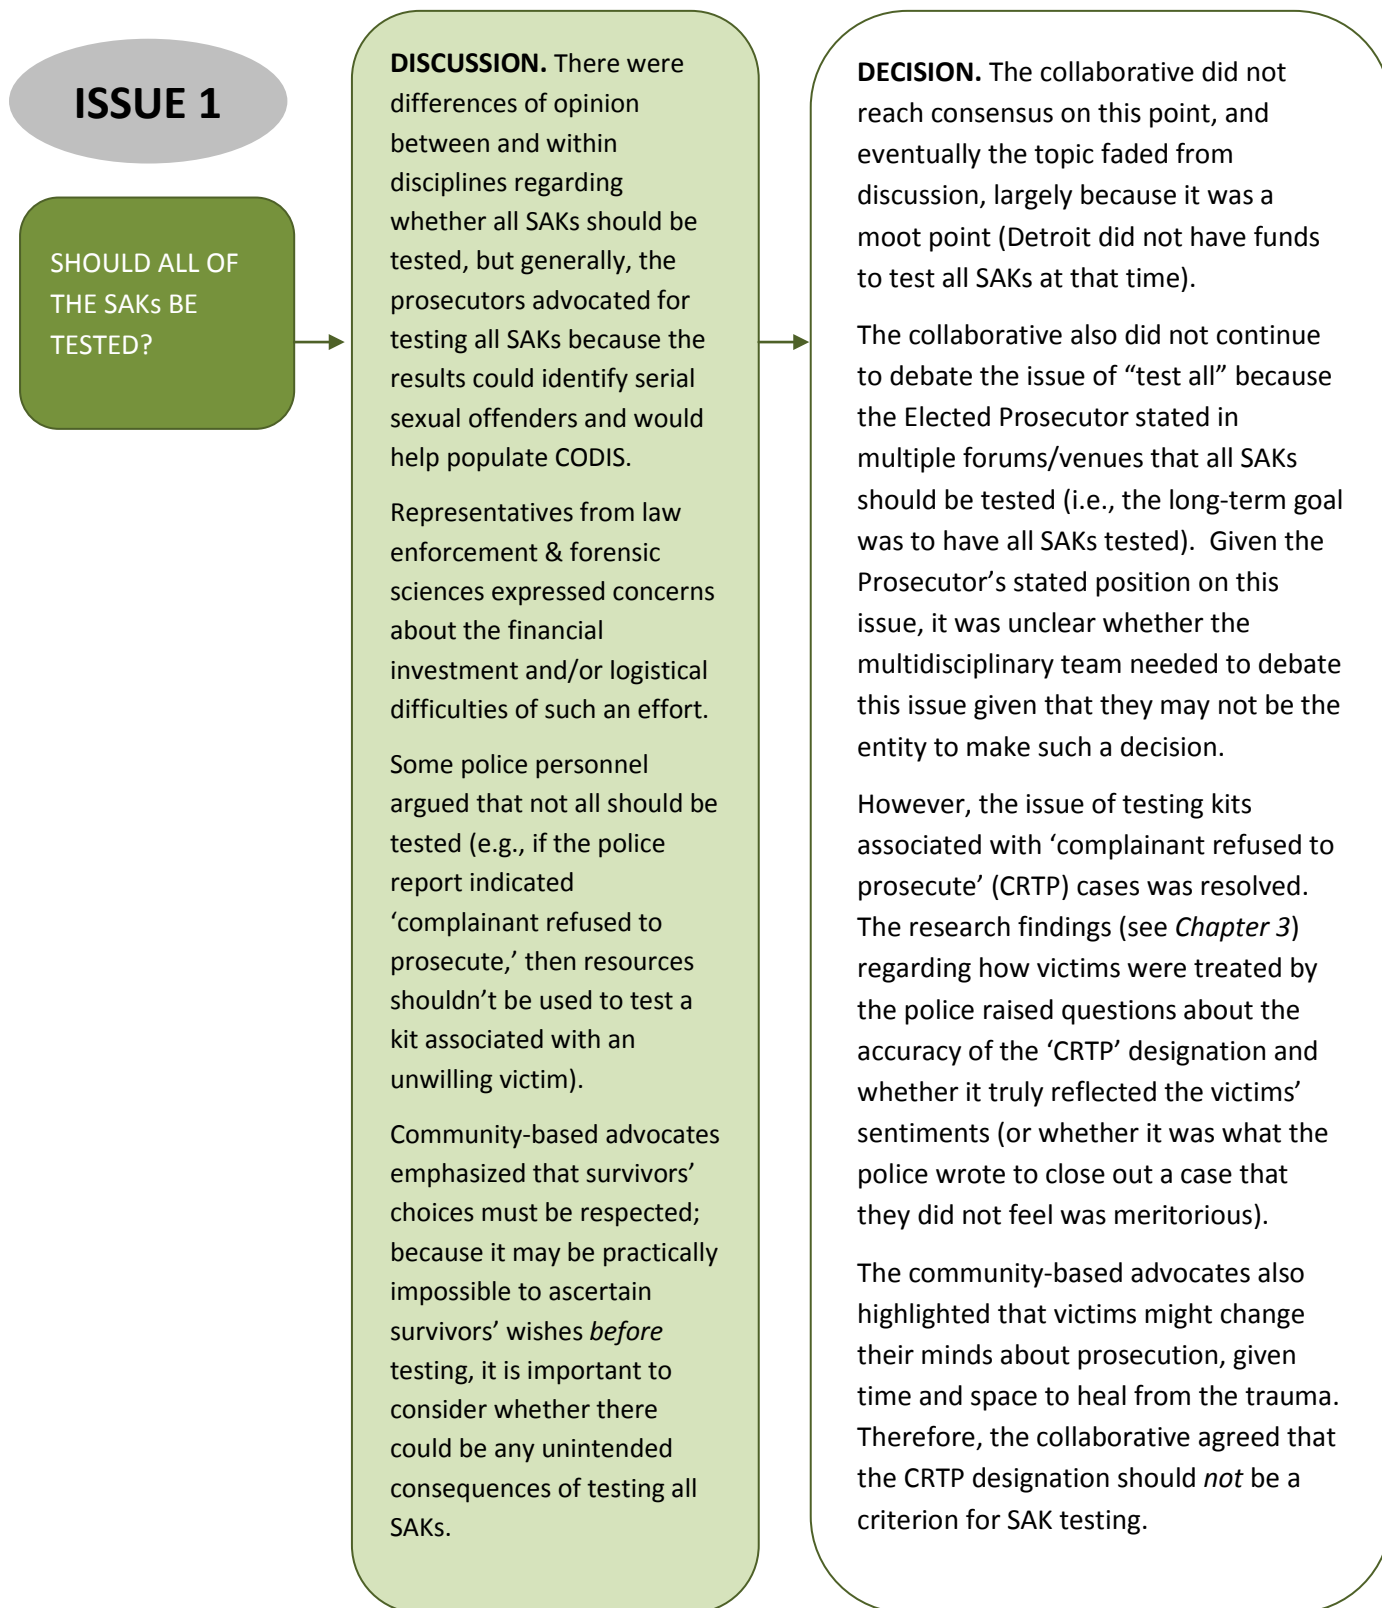 ISSUE 1
SHOULD ALL OF
THE SAKs BE
TESTED?
DISCUSSION. There were
differences of opinion
between and within
disciplines regarding
whether all SAKs should be
tested, but generally, the
prosecutors advocated for
testing all SAKs because the
results could identify serial
sexual offenders and would
help populate CODIS.
Representatives from law
enforcement & forensic
sciences expressed concerns
about the financial
investment and/or logistical
difficulties of such an effort.
Some police personnel
argued that not all should be
tested (e.g., if the police
report indicated
‘complainant refused to
prosecute,’ then resources
shouldn’t be used to test a
kit associated with an
unwilling victim).
Community-based advocates
emphasized that survivors’
choices must be respected;
because it may be practically
impossible to ascertain
survivors’ wishes before
testing, it is important to
consider whether there
could be any unintended
consequences of testing all
SAKs.
DECISION. The collaborative did not
reach consensus on this point, and
eventually the topic faded from
discussion, largely because it was a
moot point (Detroit did not have funds
to test all SAKs at that time).
The collaborative also did not continue
to debate the issue of “test all” because
the Elected Prosecutor stated in
multiple forums/venues that all SAKs
should be tested (i.e., the long-term goal
was to have all SAKs tested).  Given the
Prosecutor’s stated position on this
issue, it was unclear whether the
multidisciplinary team needed to debate
this issue given that they may not be the
entity to make such a decision.
However, the issue of testing kits
associated with ‘complainant refused to
prosecute’ (CRTP) cases was resolved.
The research findings (see Chapter 3)
regarding how victims were treated by
the police raised questions about the
accuracy of the ‘CRTP’ designation and
whether it truly reflected the victims’
sentiments (or whether it was what the
police wrote to close out a case that
they did not feel was meritorious).
The community-based advocates also
highlighted that victims might change
their minds about prosecution, given
time and space to heal from the trauma.
Therefore, the collaborative agreed that
the CRTP designation should not be a
criterion for SAK testing.